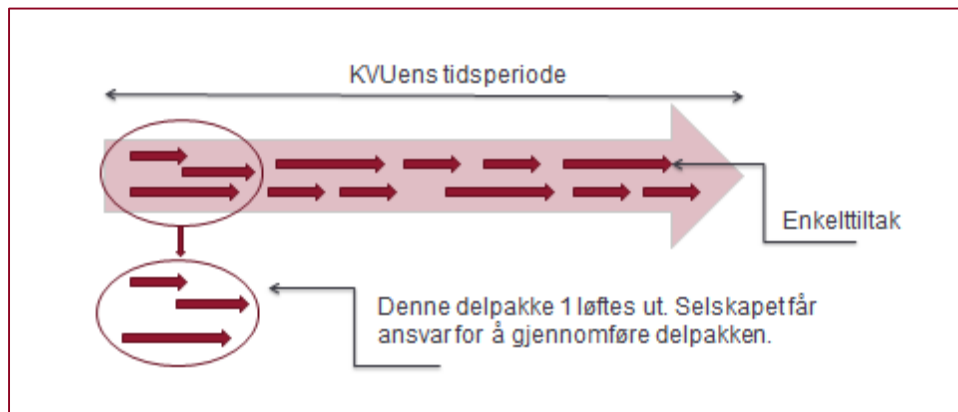 KVUens tidsperiode
Enkelttiltak
Denne delpakke 1 løftes ut. Selskapet får
ansvar for å gjennomføre delpakken.